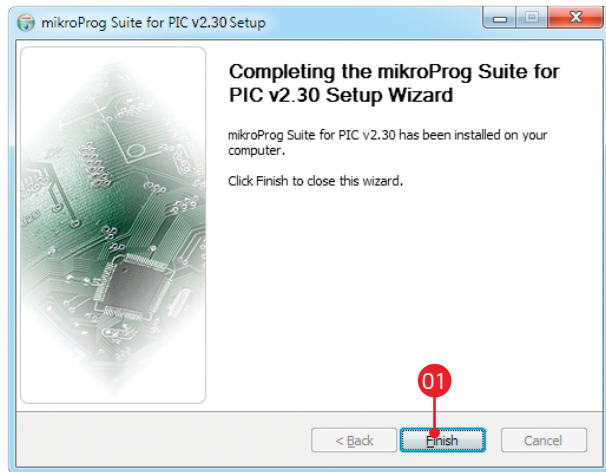 mikroProg Suite for PIC v2.30 Setup
Completing the mikroProg Suite for
PIC v2.30 Setup Wizard
mikroProg Suite for PIC v2.30 has been installed on your
computer.
Click Finish to close this wizard.
01
< Back Finish Cancel